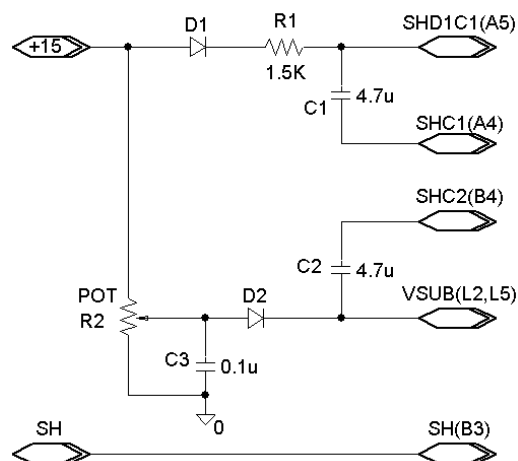 +15
D1
R1
1.5K
SHD1C1(A5)
C1
4.7u
SHC1(A4)
SHC2(B4)
C2
4.7u
POT
R2
D2
VSUB(L2,L5)
C3
0.1u
0
SH
SH(B3)